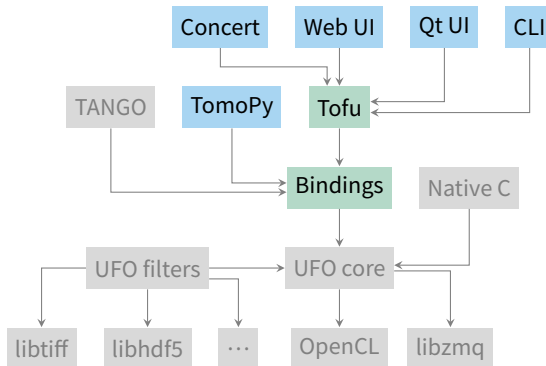 Concert
Web UI
Qt UI
CLI
TANGO
TomoPy
Tofu
Bindings
Native C
UFO filters
UFO core
libtiff
libhdf5
⋯
OpenCL
libzmq